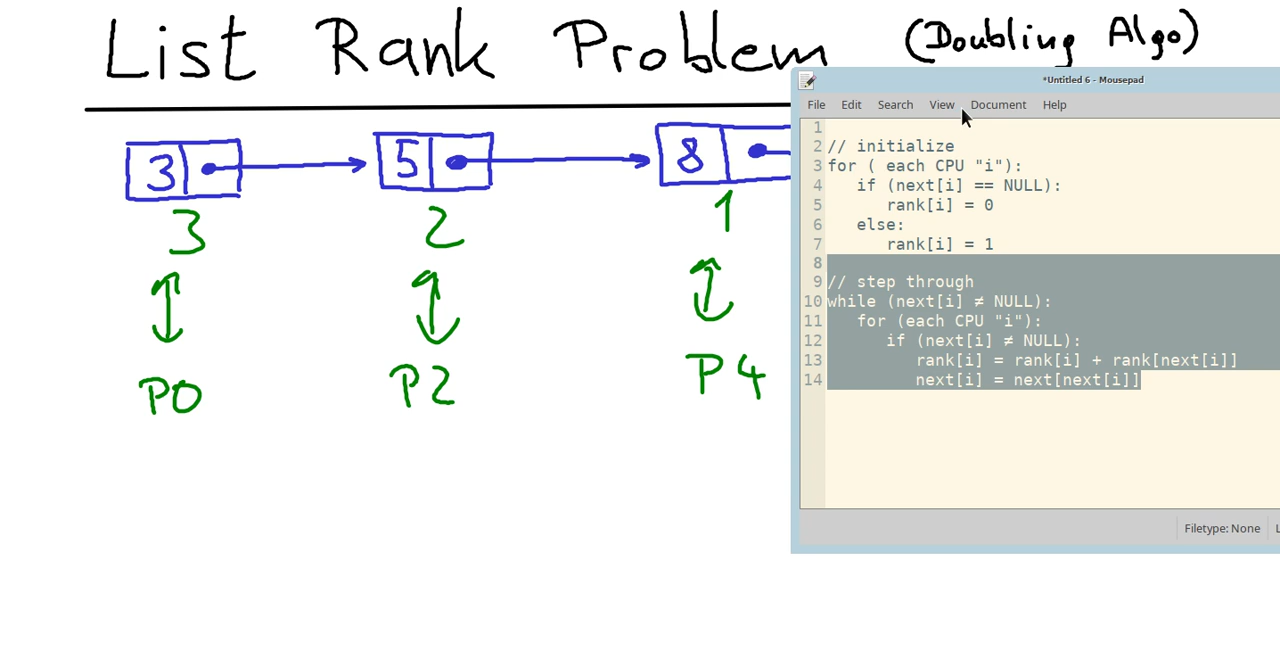 List Rank Problem (Doubling Algo)
3 5 8
3 2 1
P0 P2 P4
*Untitled 6 - Mousepad
File Edit Search View Document Help
1
2 // initialize
3 for ( each CPU "i"):
4 if (next[i] == NULL):
5 rank[i] = 0
6 else:
7 rank[i] = 1
8
9 // step through
10 while (next[i] ≠ NULL):
11 for (each CPU "i"):
12 if (next[i] ≠ NULL):
13 rank[i] = rank[i] + rank[next[i]]
14 next[i] = next[next[i]]
Filetype: None